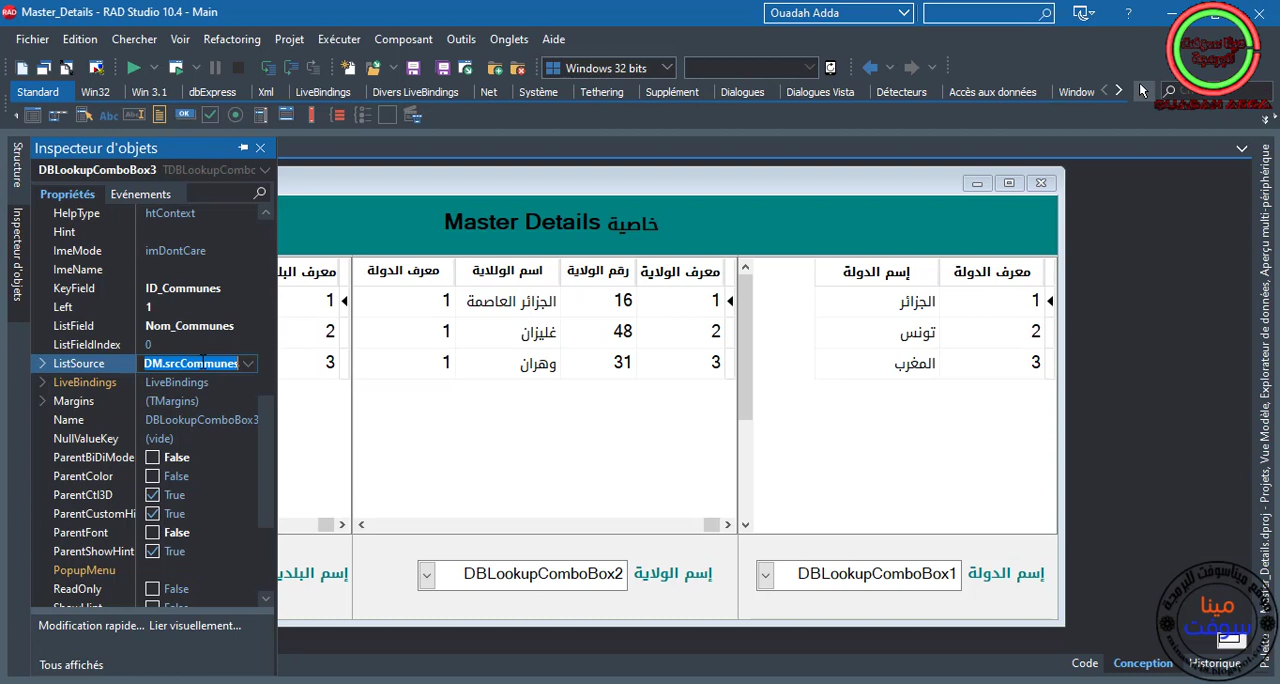 Master_Details - RAD Studio 10.4 - Main
Ouadah Adda
Fichier Edition Chercher Voir Refactoring Projet Exécuter Composant Outils Onglets Aide
Windows 32 bits
Standard Win32 Win 3.1 dbExpress Xml LiveBindings Divers LiveBindings Net Système Tethering Supplément Dialogues Dialogues Vista Détecteurs Accès aux données Window
Inspecteur d'objets
DBLookupComboBox3 TDBLookupCombc
Propriétés Evénements
HelpType htContext
Hint
ImeMode imDontCare
ImeName
KeyField ID_Communes
Left 1
ListField Nom_Communes
ListFieldIndex 0
ListSource DM.srcCommunes
LiveBindings LiveBindings
Margins (TMargins)
Name DBLookupComboBox3
NullValueKey (vide)
ParentBiDiMode False
ParentColor False
ParentCtl3D True
ParentCustomHi True
ParentFont False
ParentShowHint True
PopupMenu
ReadOnly False
Modification rapide... Lier visuellement...
Tous affichés
Structure
Inspecteur d'objets
خاصية Master Details
معرف الدولة إسم الدولة
1 الجزائر
2 تونس
3 المغرب
معرف الولاية رقم الولاية اسم الوللاية معرف الدولة
1 16 الجزائر العاصمة 1
2 48 غليزان 1
3 31 وهران 1
معرف البلد
1
2
3
إسم الدولة DBLookupComboBox1
إسم الولاية DBLookupComboBox2
إسم البلدي
Code Conception Historique
Master_Details.dproj - Projets, Vue Modèle, Explorateur de données, Aperçu multi-périphérique
Palette
مينا
سوفت